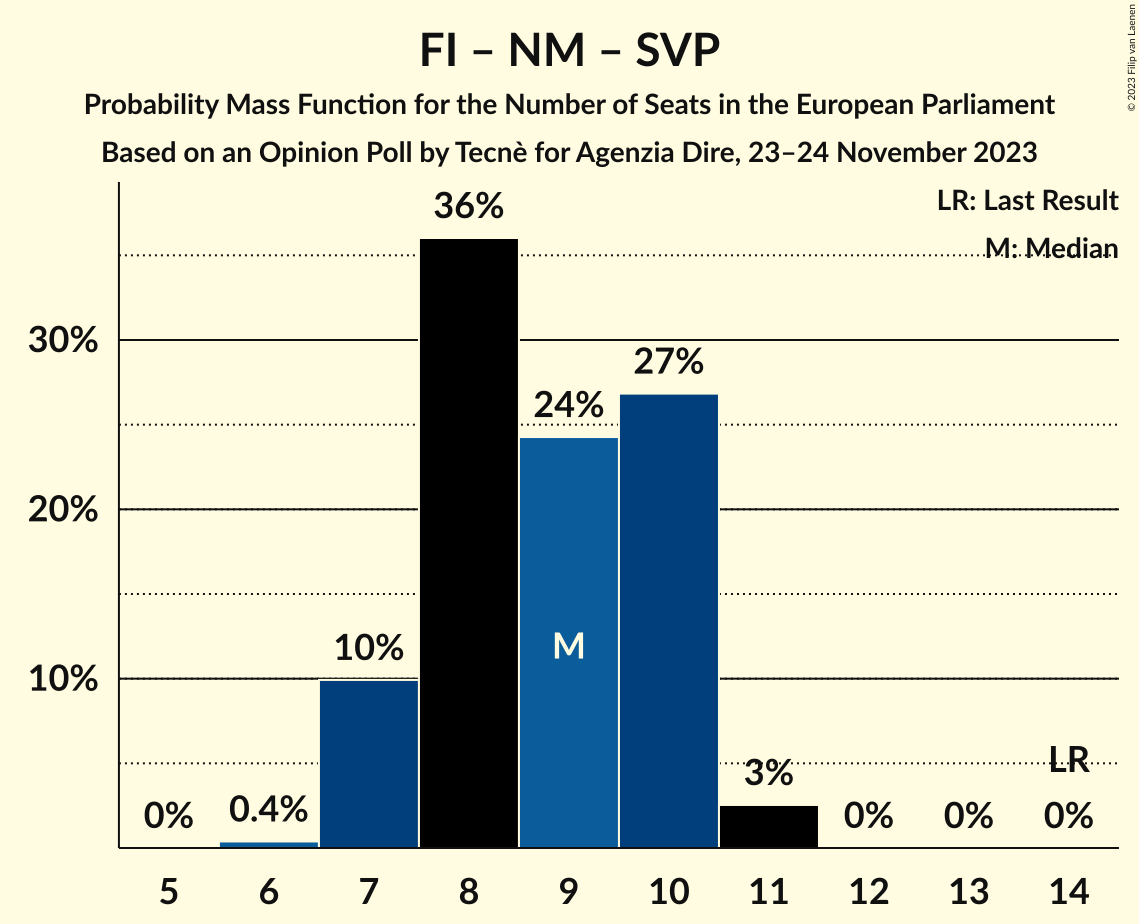 FI – NM – SVP
Probability Mass Function for the Number of Seats in the European Parliament
Based on an Opinion Poll by Tecnè for Agenzia Dire, 23–24 November 2023
© 2023 Filip van Laenen
LR: Last Result
M: Median
30%
20%
10%
0%
0.4%
10%
36%
24%
27%
3%
0%
0%
0%
M
LR
5
6
7
8
9
10
11
12
13
14